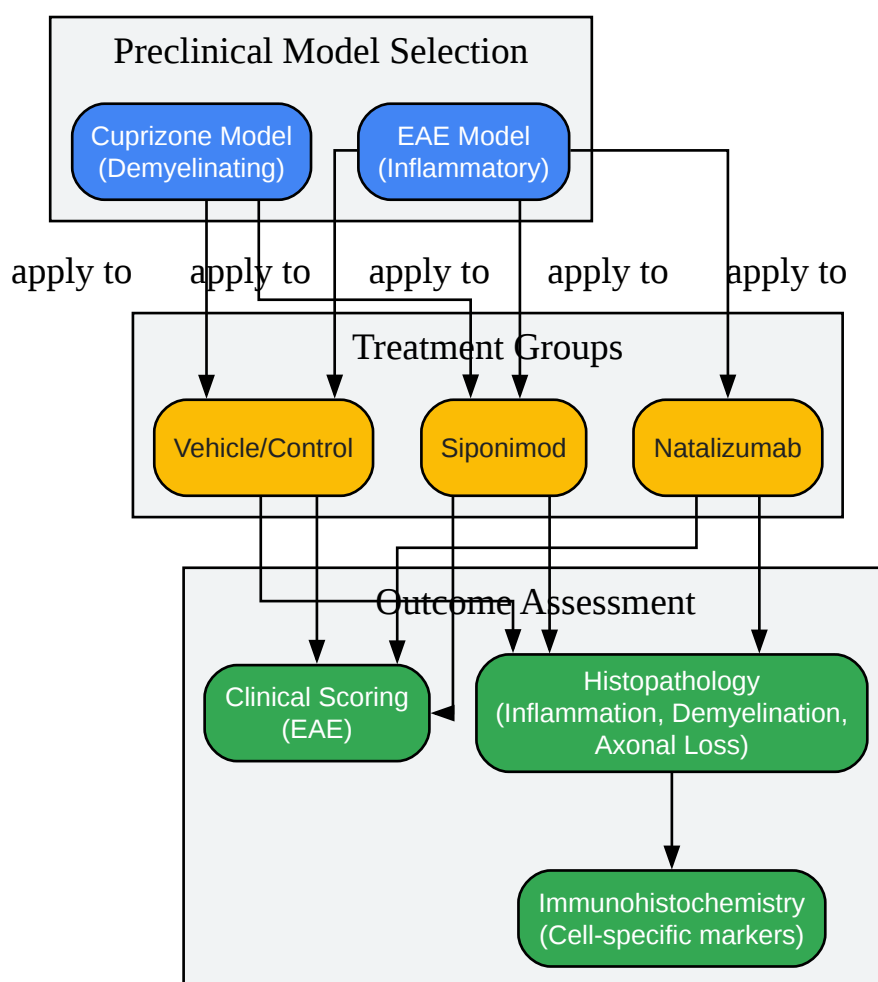 Preclinical Model Selection
Cuprizone Model
(Demyelinating)
EAE Model
(Inflammatory)
apply to
apply to
apply to
apply to
apply to
Treatment Groups
Vehicle/Control
Siponimod
Natalizumab
Outcome Assessment
Clinical Scoring
(EAE)
Histopathology
(Inflammation, Demyelination,
Axonal Loss)
Immunohistochemistry
(Cell-specific markers)